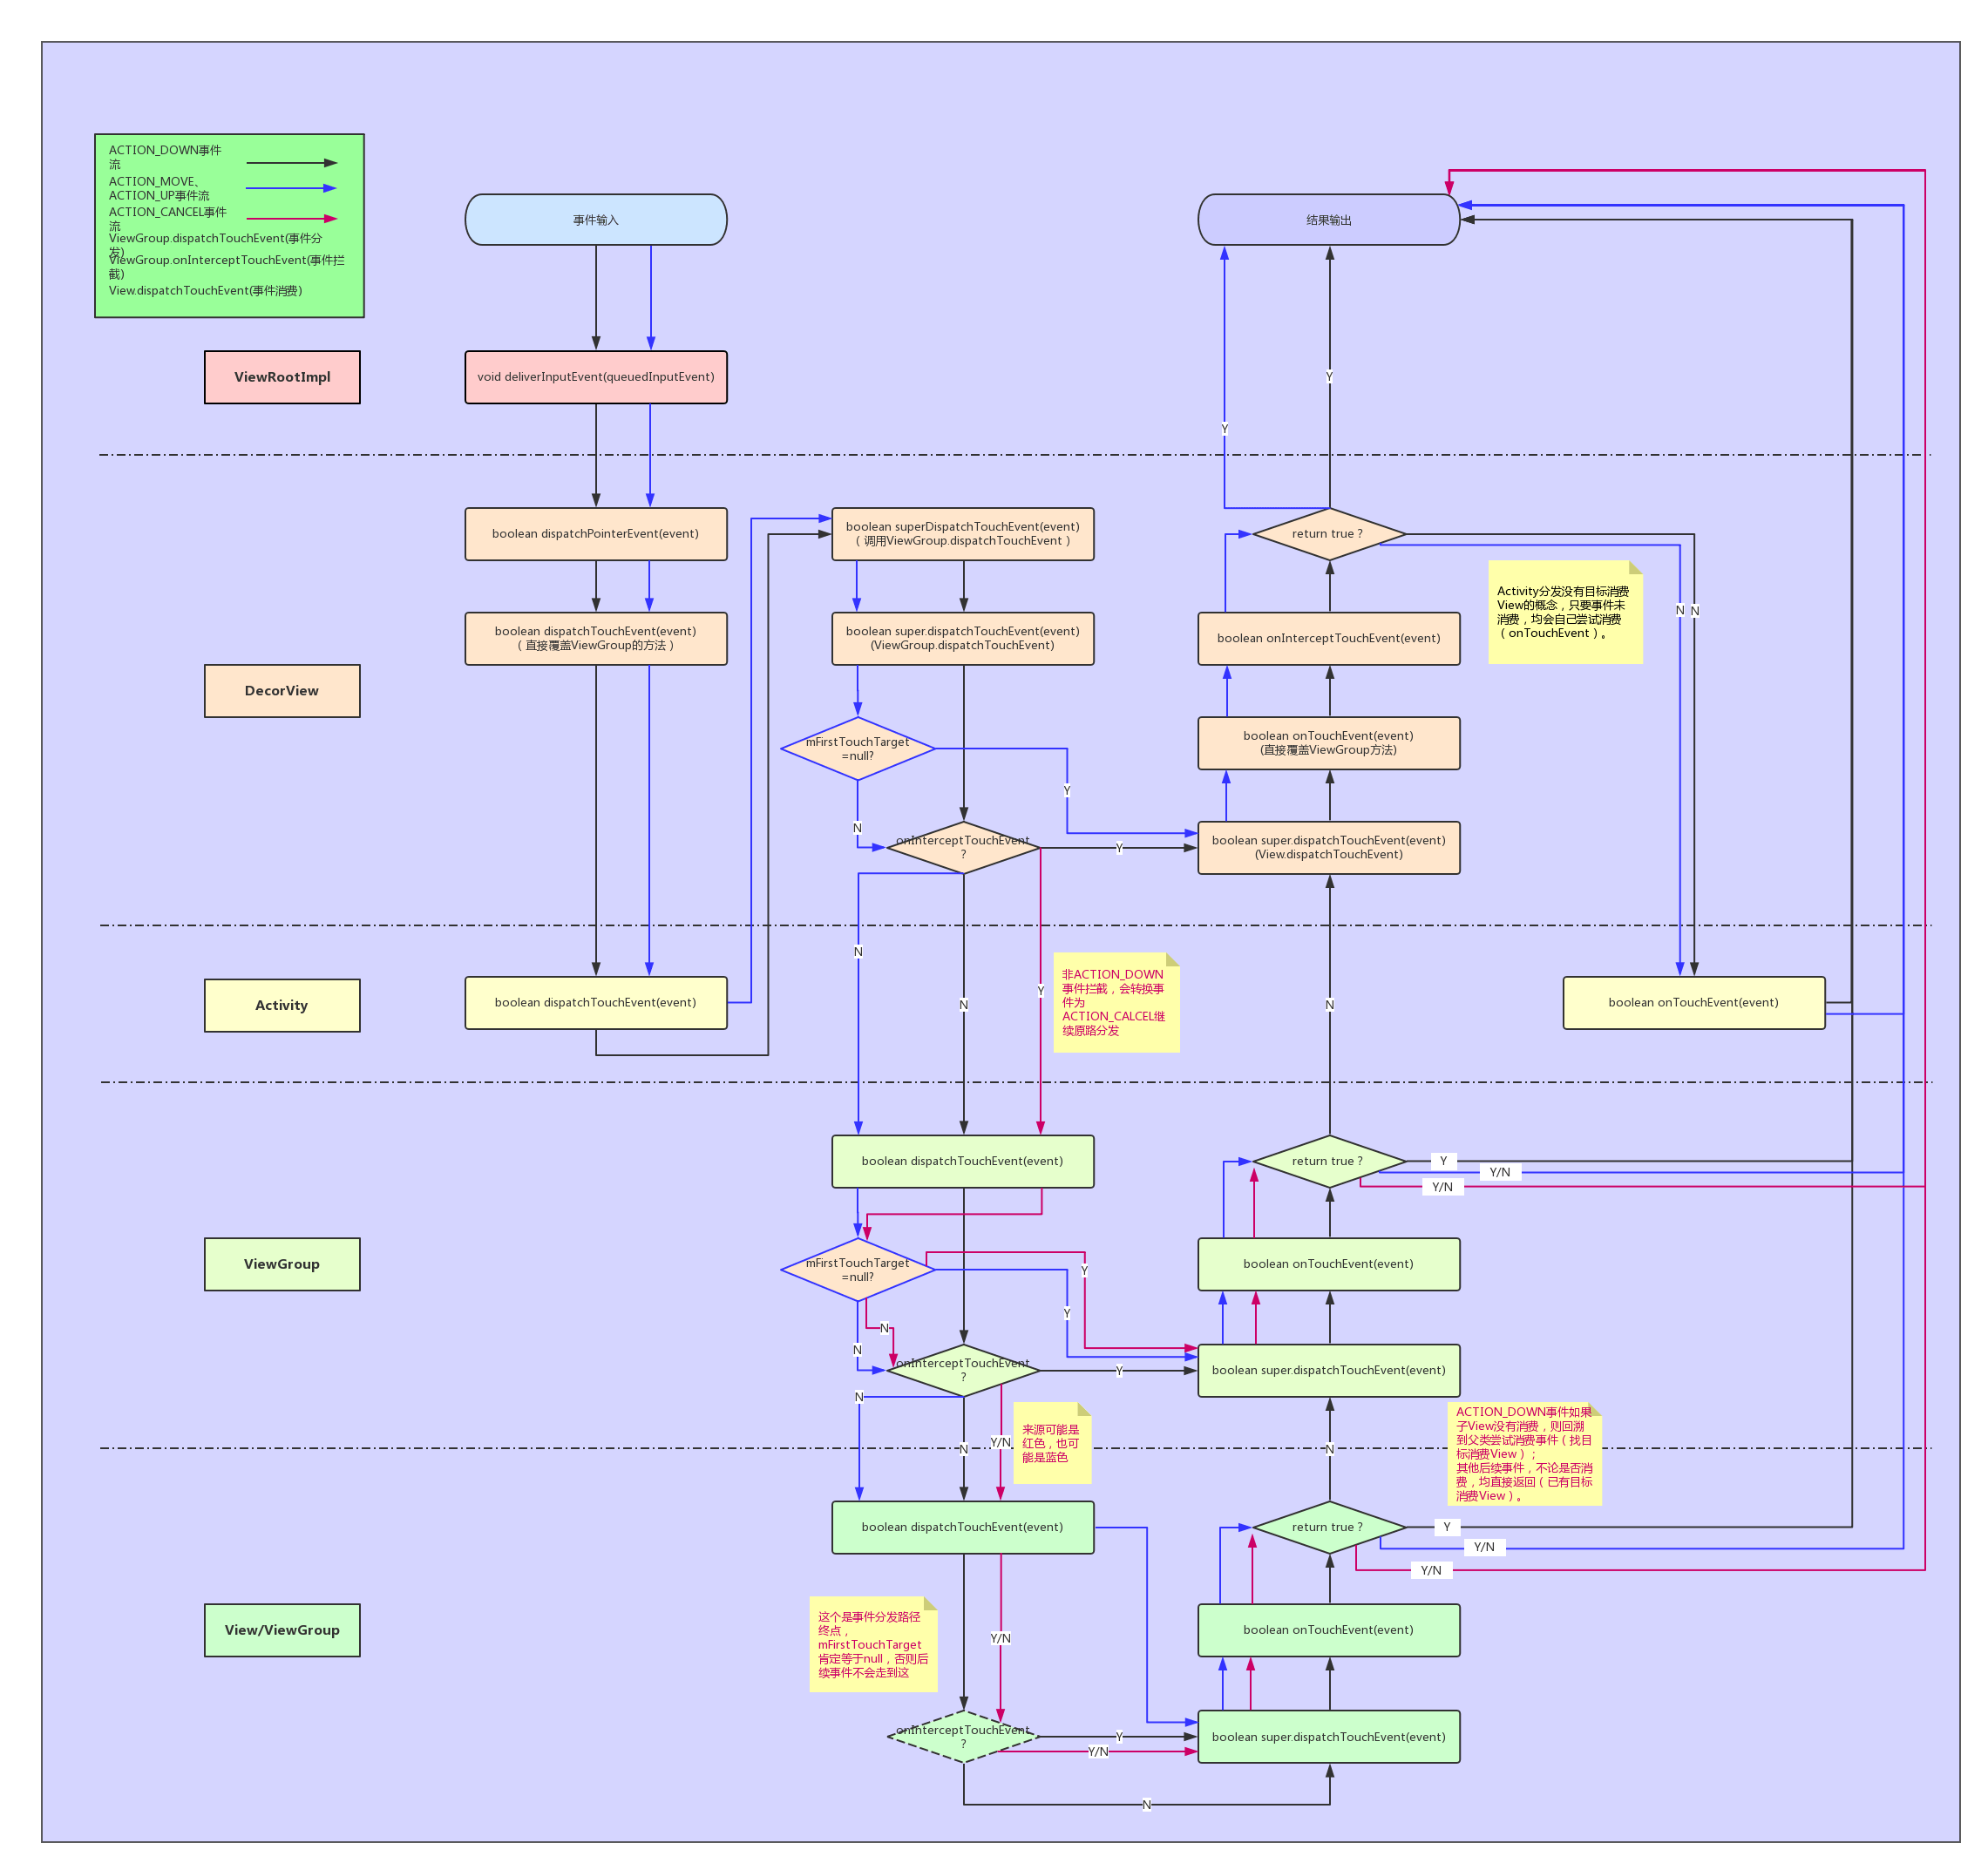 ACTION_DOWN事件
流
ACTION_MOVE、
ACTION_UP事件流
ACTION_CANCEL事件
流
ViewGroup.dispatchTouchEvent(事件分
发)
ViewGroup.onInterceptTouchEvent(事件拦
截)
View.dispatchTouchEvent(事件消费)
事件输入
结果输出
ViewRootImpl
void deliverInputEvent(queuedInputEvent)
Y
Y
boolean dispatchPointerEvent(event)
boolean superDispatchTouchEvent(event)
（调用ViewGroup.dispatchTouchEvent）
return true ?
Activity分发没有目标消费
View的概念，只要事件未
消费，均会自己尝试消费
（onTouchEvent）。
N
N
boolean dispatchTouchEvent(event)
（直接覆盖ViewGroup的方法）
boolean super.dispatchTouchEvent(event)
(ViewGroup.dispatchTouchEvent)
boolean onInterceptTouchEvent(event)
DecorView
mFirstTouchTarget
=null?
boolean onTouchEvent(event)
(直接覆盖ViewGroup方法)
Y
N
onInterceptTouchEvent
?
Y
boolean super.dispatchTouchEvent(event)
(View.dispatchTouchEvent)
N
非ACTION_DOWN
事件拦截，会转换事
件为
ACTION_CALCEL继
续原路分发
Activity
boolean dispatchTouchEvent(event)
N
Y
N
boolean onTouchEvent(event)
boolean dispatchTouchEvent(event)
return true ?
Y
Y/N
Y/N
ViewGroup
mFirstTouchTarget
=null?
Y
boolean onTouchEvent(event)
Y
N
N
onInterceptTouchEvent
?
Y
boolean super.dispatchTouchEvent(event)
N
来源可能是
红色，也可
能是蓝色
Y/N
N
N
ACTION_DOWN事件如果
子View没有消费，则回溯
到父类尝试消费事件（找目
标消费View）；
其他后续事件，不论是否消
费，均直接返回（已有目标
消费View）。
boolean dispatchTouchEvent(event)
return true ?
Y
Y/N
Y/N
View/ViewGroup
这个是事件分发路径
终点，
mFirstTouchTarget
肯定等于null，否则后
续事件不会走到这
Y/N
boolean onTouchEvent(event)
onInterceptTouchEvent
?
Y
Y/N
boolean super.dispatchTouchEvent(event)
N